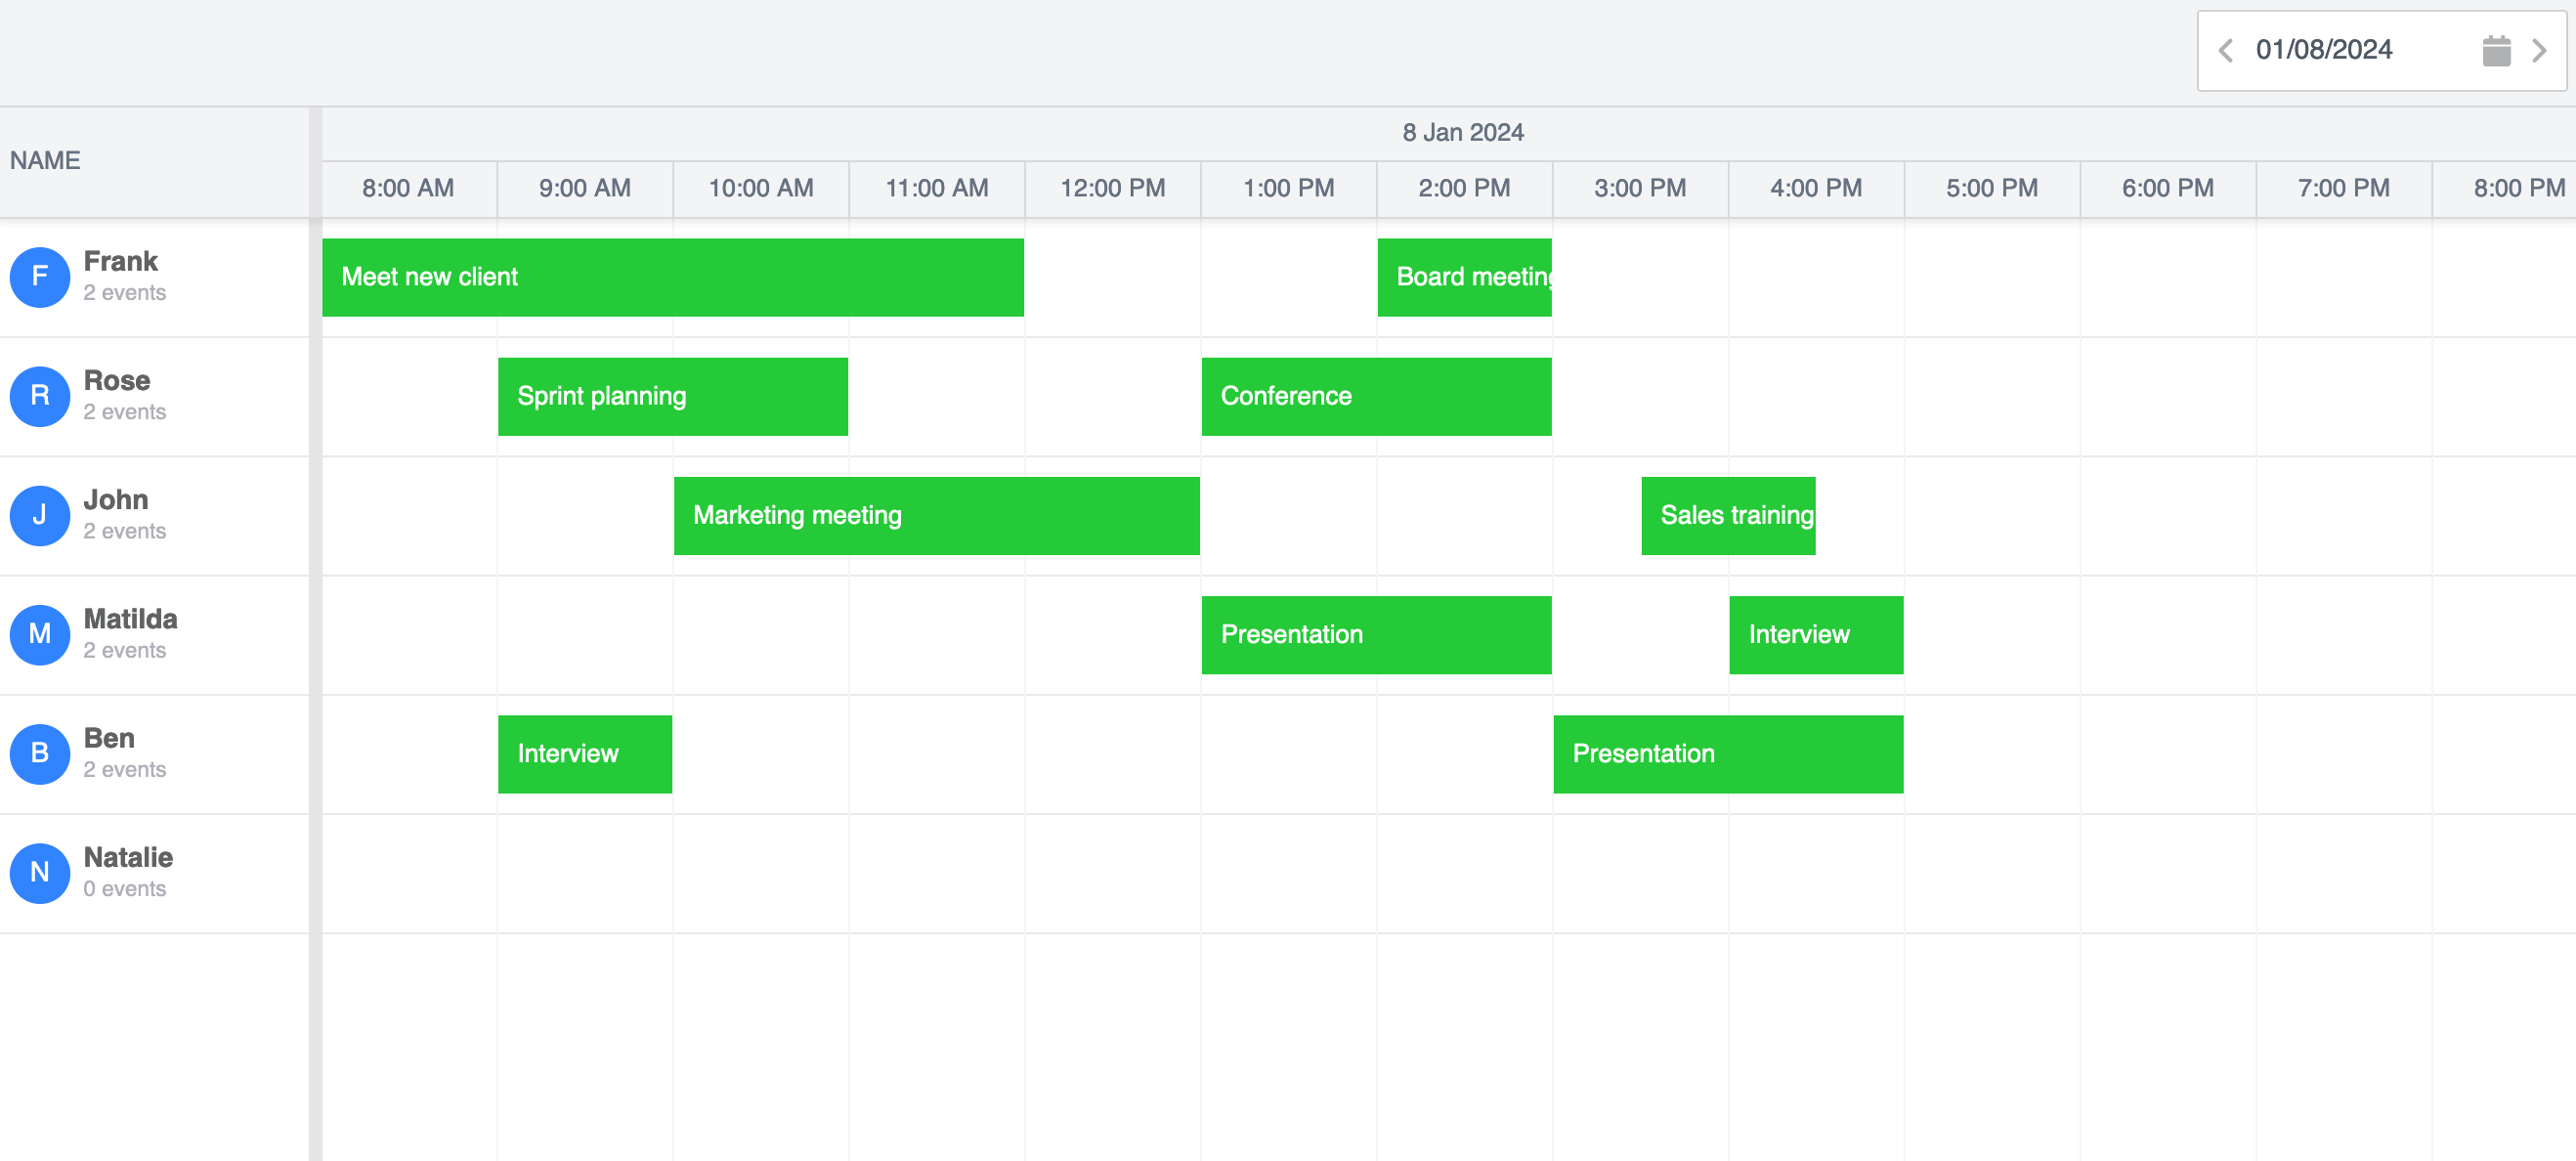 01/08/2024
NAME
8 Jan 2024
8:00 AM 9:00 AM 10:00 AM 11:00 AM 12:00 PM 1:00 PM 2:00 PM 3:00 PM 4:00 PM 5:00 PM 6:00 PM 7:00 PM 8:00 PM
F
Frank
2 events
Meet new client
Board meeting
R
Rose
2 events
Sprint planning
Conference
J
John
2 events
Marketing meeting
Sales training
M
Matilda
2 events
Presentation
Interview
B
Ben
2 events
Interview
Presentation
N
Natalie
0 events